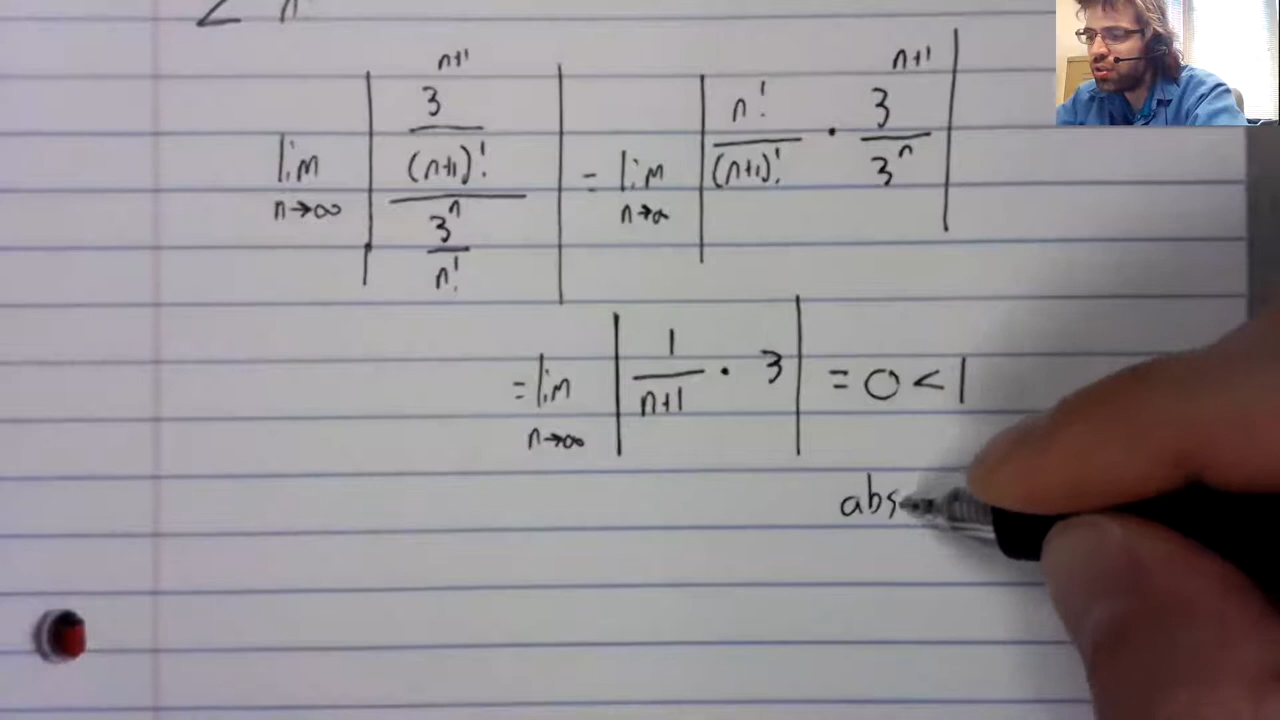 Σ n
lim n→∞ | (3^(n+1) / (n+1)!) / (3^n / n!) | = lim n→∞ | n! / (n+1)! · 3^(n+1) / 3^n |
= lim n→∞ | 1 / (n+1) · 3 | = 0 < 1
abs